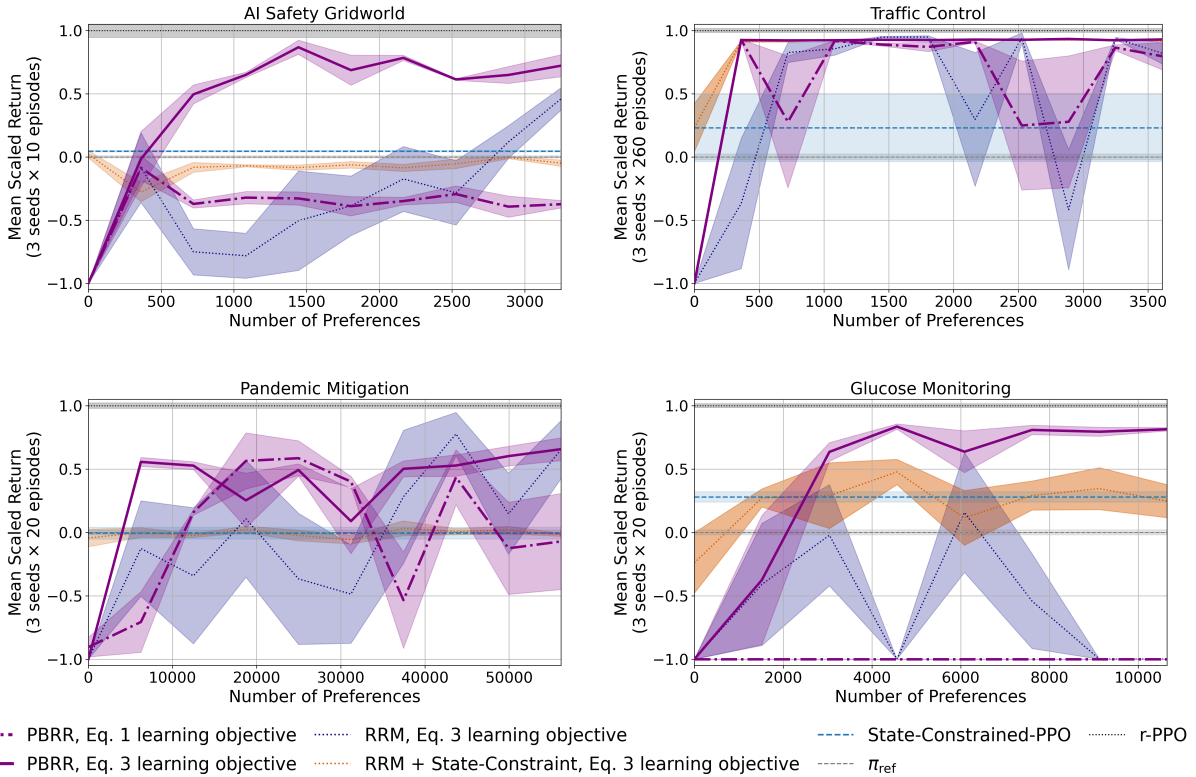 AI Safety Gridworld
Mean Scaled Return
(3 seeds × 10 episodes)
1.0
0.5
0.0
−0.5
−1.0
0 500 1000 1500 2000 2500 3000
Number of Preferences
Traffic Control
Mean Scaled Return
(3 seeds × 260 episodes)
1.0
0.5
0.0
−0.5
−1.0
0 500 1000 1500 2000 2500 3000 3500
Number of Preferences
Pandemic Mitigation
Mean Scaled Return
(3 seeds × 20 episodes)
1.0
0.5
0.0
−0.5
−1.0
0 10000 20000 30000 40000 50000
Number of Preferences
Glucose Monitoring
Mean Scaled Return
(3 seeds × 20 episodes)
1.0
0.5
0.0
−0.5
−1.0
0 2000 4000 6000 8000 10000
Number of Preferences
PBRR, Eq. 1 learning objective
RRM, Eq. 3 learning objective
State-Constrained-PPO
r-PPO
PBRR, Eq. 3 learning objective
RRM + State-Constraint, Eq. 3 learning objective
π_ref